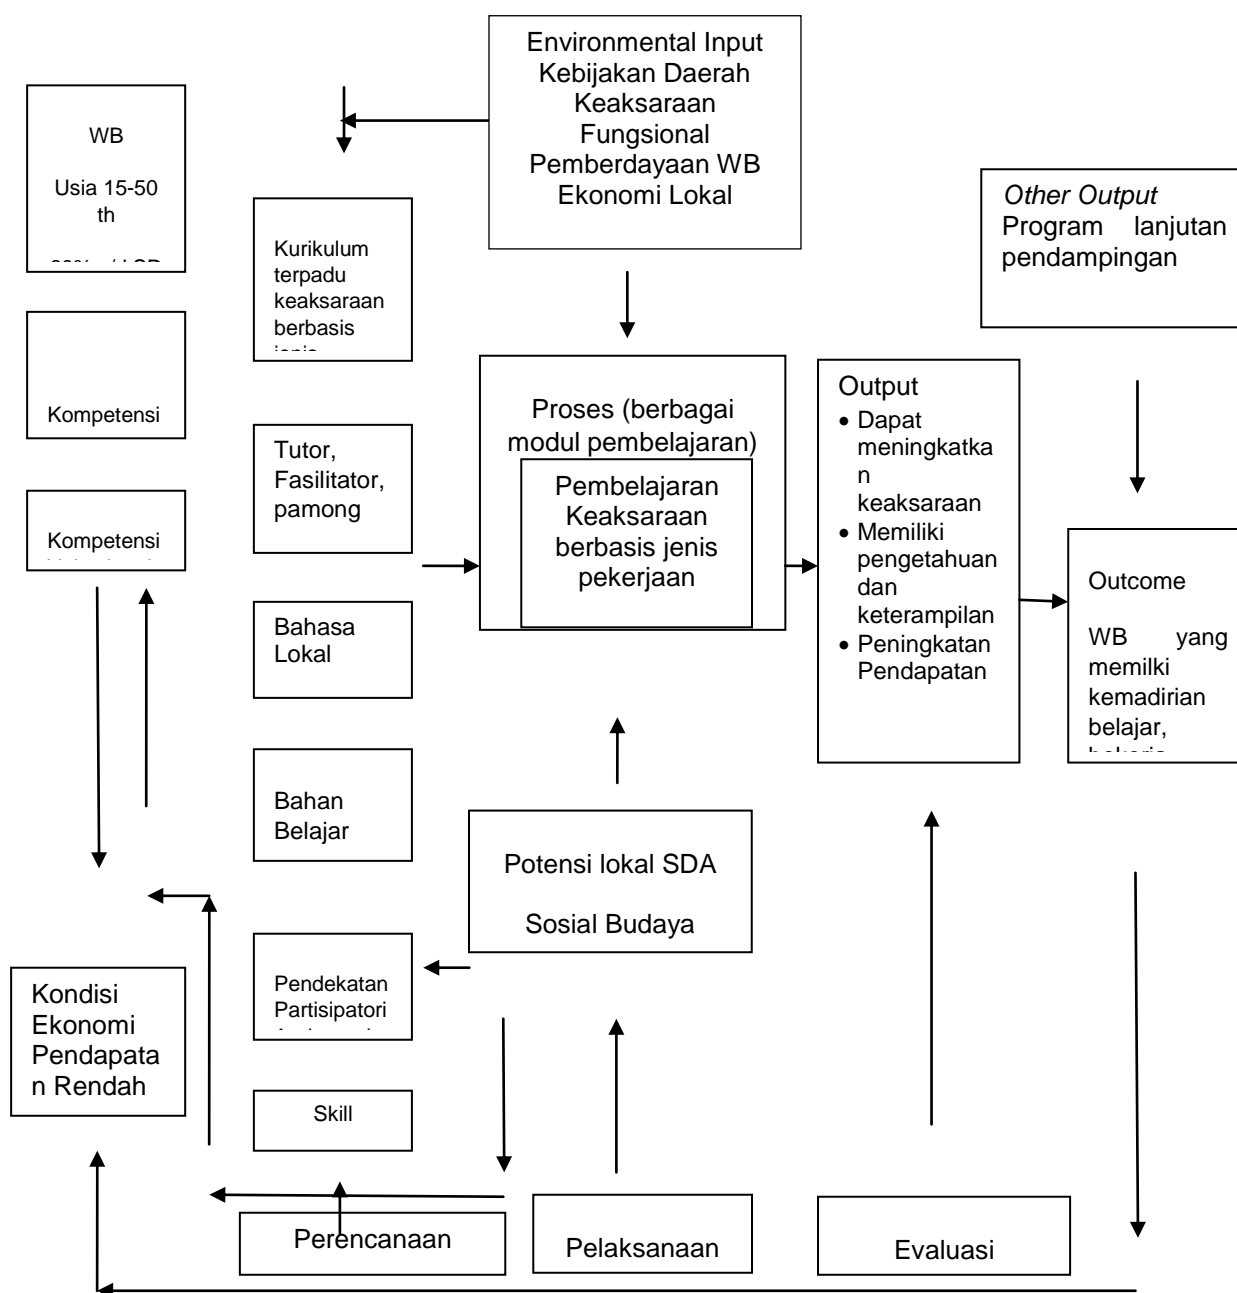 Environmental Input
Kebijakan Daerah
Keaksaraan
Fungsional
Pemberdayaan WB
Ekonomi Lokal
WB
Usia 15-50
th
Other Output
Program lanjutan
pendampingan
Kurikulum
terpadu
keaksaraan
berbasis
Kompetensi
Kompetensi
Tutor,
Fasilitator,
pamong
Proses (berbagai
modul pembelajaran)
Pembelajaran
Keaksaraan
berbasis jenis
pekerjaan
Output
• Dapat
meningkatka
n
keaksaraan
• Memiliki
pengetahuan
dan
keterampilan
• Peningkatan
Pendapatan
Outcome
WB yang
memilki
kemadirian
belajar,
Bahasa
Lokal
Bahan
Belajar
Potensi lokal SDA
Sosial Budaya
Pendekatan
Partisipatori
Kondisi
Ekonomi
Pendapata
n Rendah
Skill
Perencanaan
Pelaksanaan
Evaluasi